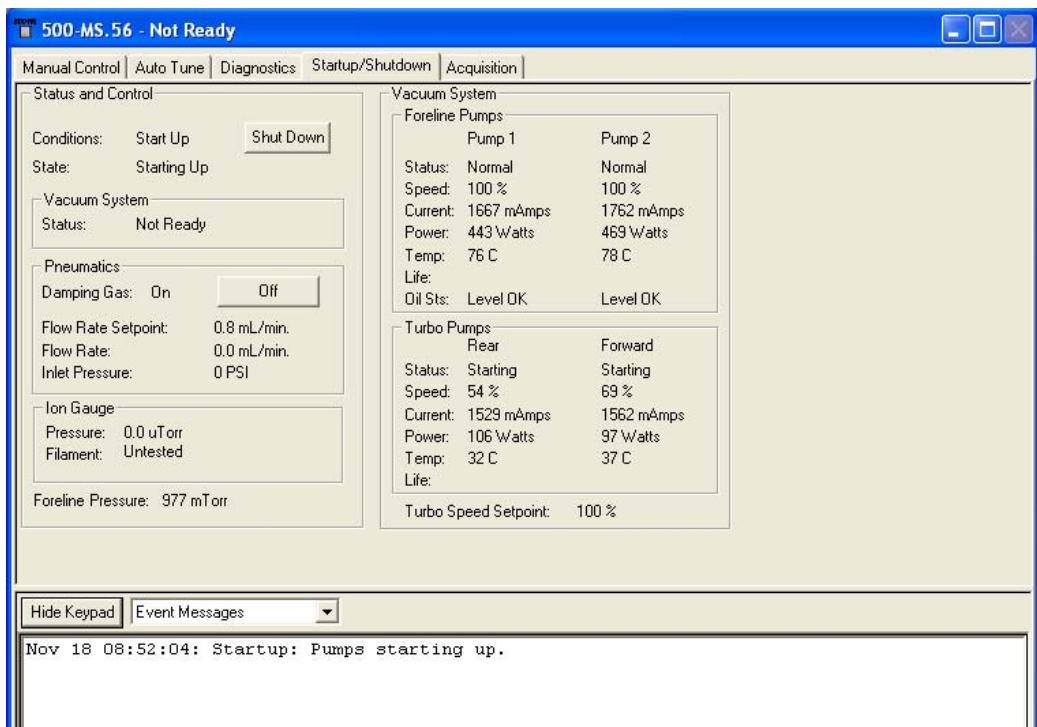 500-MS.56 - Not Ready
Manual Control Auto Tune Diagnostics Startup/Shutdown Acquisition
Status and Control
Conditions: Start Up Shut Down
State: Starting Up
Vacuum System
Status: Not Ready
Pneumatics
Damping Gas: On Off
Flow Rate Setpoint: 0.8 mL/min.
Flow Rate: 0.0 mL/min.
Inlet Pressure: 0 PSI
Ion Gauge
Pressure: 0.0 uTorr
Filament: Untested
Foreline Pressure: 977 mTorr
Vacuum System
Foreline Pumps
Pump 1 Pump 2
Status: Normal Normal
Speed: 100 % 100 %
Current: 1667 mAmps 1762 mAmps
Power: 443 Watts 469 Watts
Temp: 76 C 78 C
Life:
Oil Sts: Level OK Level OK
Turbo Pumps
Rear Forward
Status: Starting Starting
Speed: 54 % 69 %
Current: 1529 mAmps 1562 mAmps
Power: 106 Watts 97 Watts
Temp: 32 C 37 C
Life:
Turbo Speed Setpoint: 100 %
Hide Keypad Event Messages
Nov 18 08:52:04: Startup: Pumps starting up.